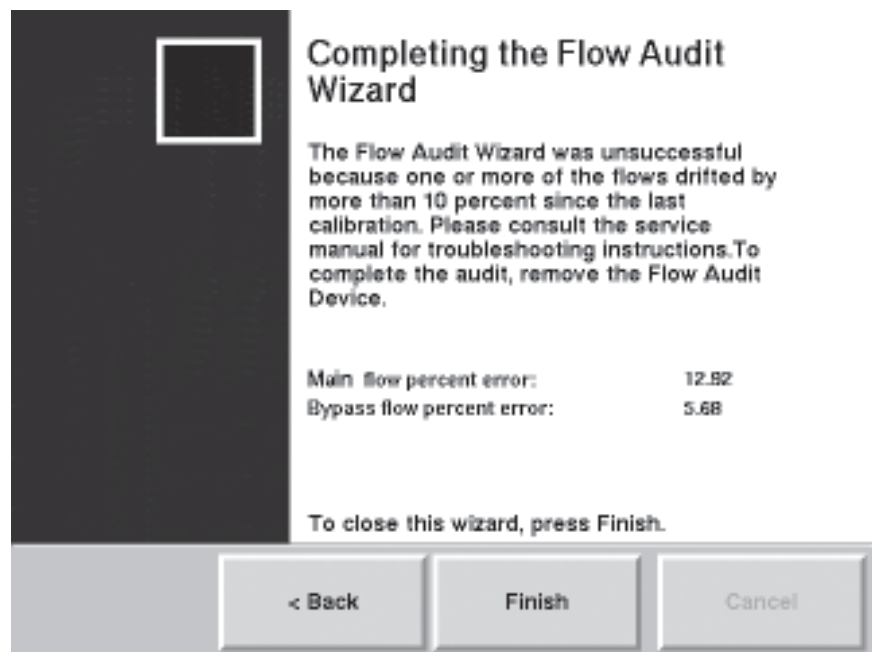 Completing the Flow Audit
Wizard
The Flow Audit Wizard was unsuccessful
because one or more of the flows drifted by
more than 10 percent since the last
calibration. Please consult the service
manual for troubleshooting instructions.To
complete the audit, remove the Flow Audit
Device.
Main flow percent error: 12.92
Bypass flow percent error: 5.68
To close this wizard, press Finish.
< Back Finish Cancel